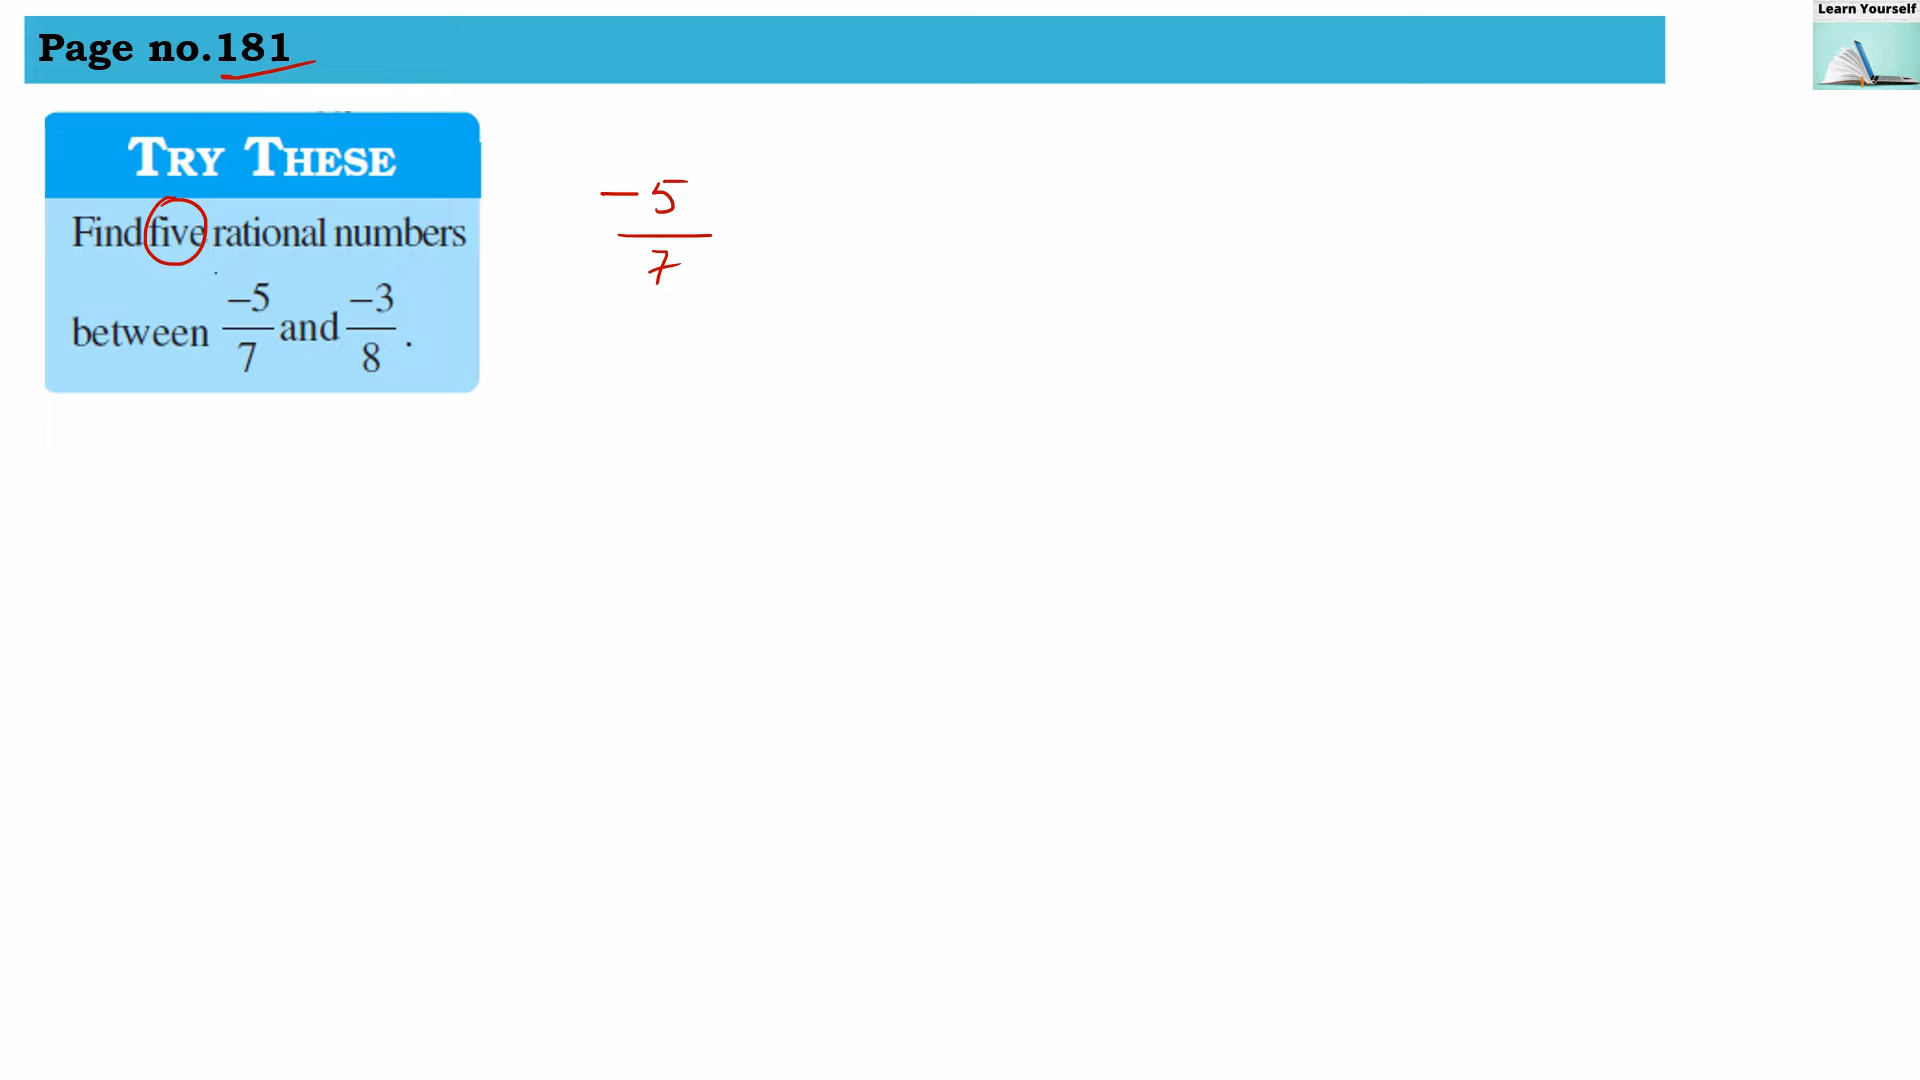 Page no.181
Learn Yourself
TRY THESE
Find five rational numbers
between -5/7 and -3/8.
-5
7